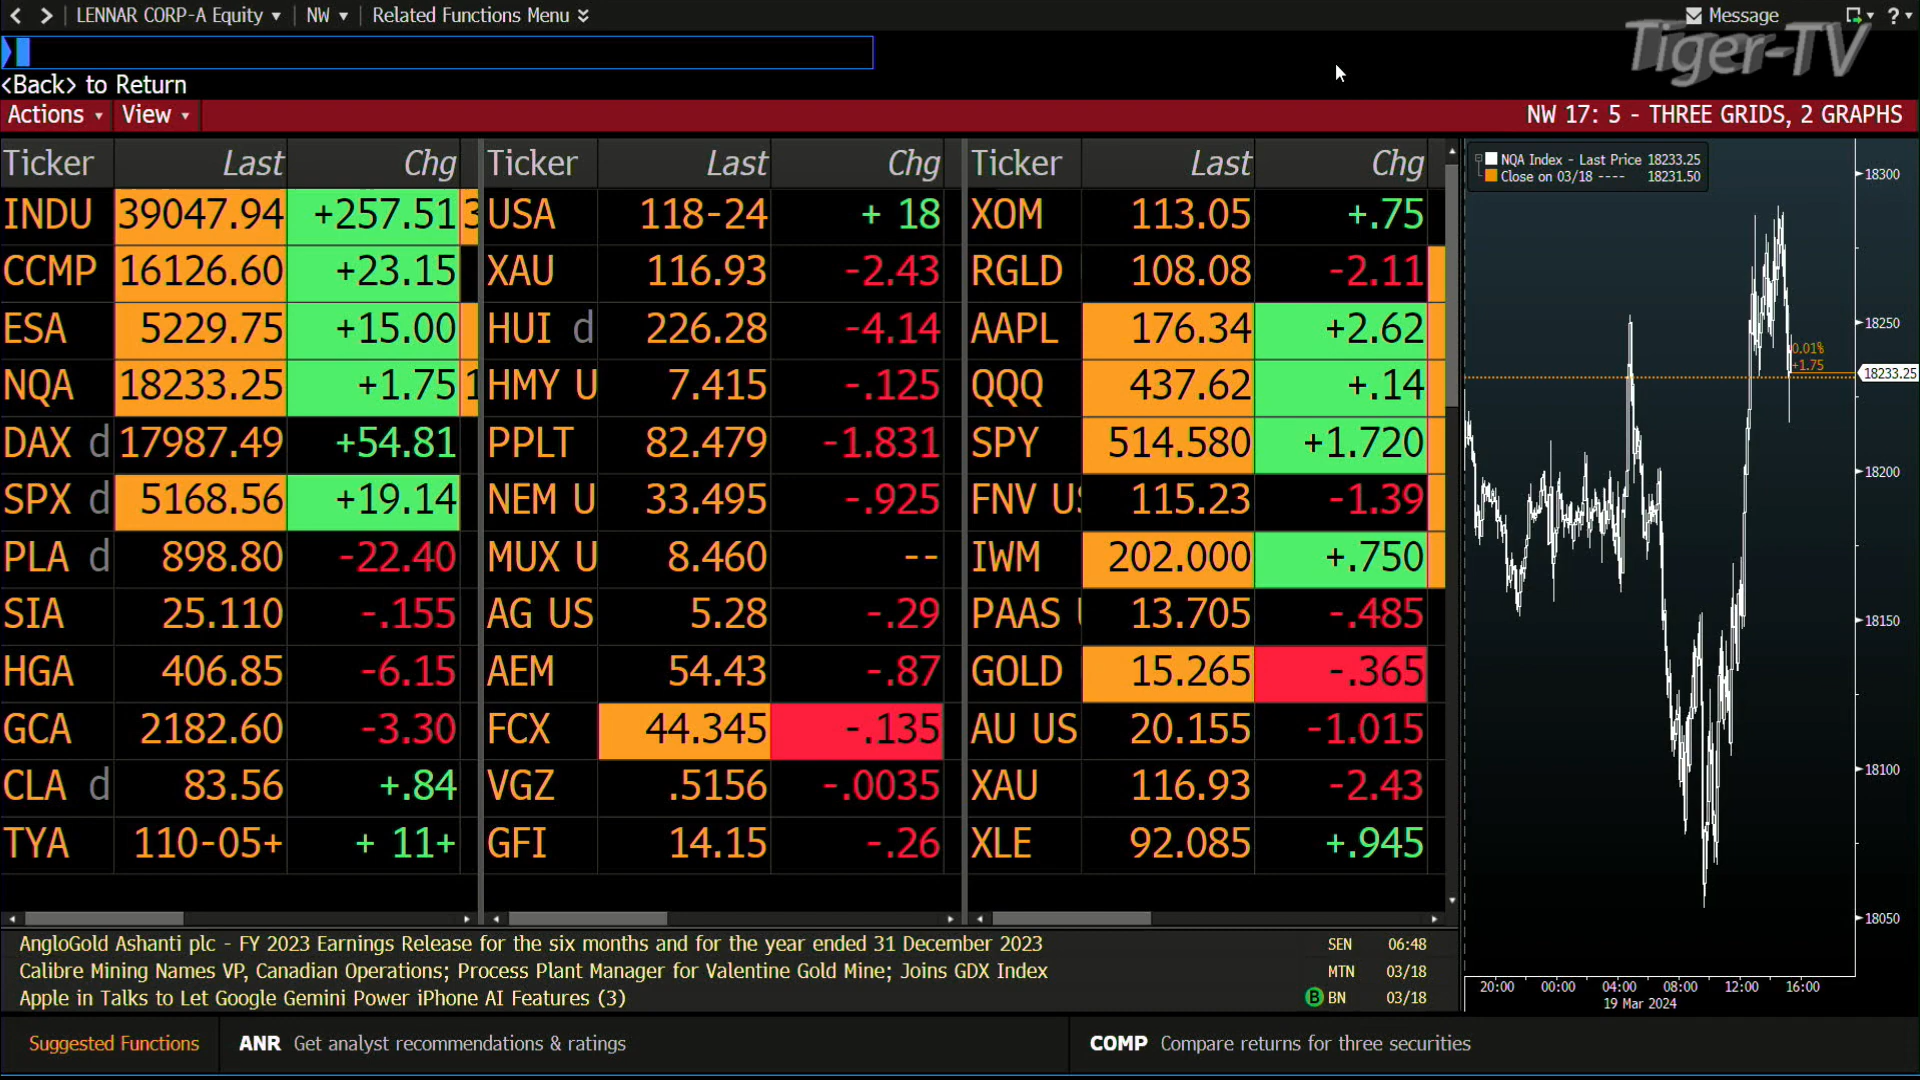 LENNAR CORP-A Equity NW Related Functions Menu Message ?
Tiger-TV
<Back> to Return
Actions View NW 17: 5 - THREE GRIDS, 2 GRAPHS
Ticker Last Chg Ticker Last Chg Ticker Last Chg
INDU 39047.94 +257.51 3 USA 118-24 + 18 XOM 113.05 +.75
CCMP 16126.60 +23.15 XAU 116.93 -2.43 RGLD 108.08 -2.11
ESA 5229.75 +15.00 HUI d 226.28 -4.14 AAPL 176.34 +2.62
NQA 18233.25 +1.75 1 HMY U 7.415 -.125 QQQ 437.62 +.14
DAX d 17987.49 +54.81 PPLT 82.479 -1.831 SPY 514.580 +1.720
SPX d 5168.56 +19.14 NEM U 33.495 -.925 FNV US 115.23 -1.39
PLA d 898.80 -22.40 MUX U 8.460 -- IWM 202.000 +.750
SIA 25.110 -.155 AG US 5.28 -.29 PAAS U 13.705 -.485
HGA 406.85 -6.15 AEM 54.43 -.87 GOLD 15.265 -.365
GCA 2182.60 -3.30 FCX 44.345 -.135 AU US 20.155 -1.015
CLA d 83.56 +.84 VGZ .5156 -.0035 XAU 116.93 -2.43
TYA 110-05+ + 11+ GFI 14.15 -.26 XLE 92.085 +.945
NQA Index - Last Price 18233.25
Close on 03/18 ---- 18231.50
18300
18250
0.01%
+1.75
18233.25
18200
18150
18100
18050
20:00 00:00 04:00 08:00 12:00 16:00
19 Mar 2024
AngloGold Ashanti plc - FY 2023 Earnings Release for the six months and for the year ended 31 December 2023 SEN 06:48
Calibre Mining Names VP, Canadian Operations; Process Plant Manager for Valentine Gold Mine; Joins GDX Index MTN 03/18
Apple in Talks to Let Google Gemini Power iPhone AI Features (3) B BN 03/18
Suggested Functions ANR Get analyst recommendations & ratings COMP Compare returns for three securities